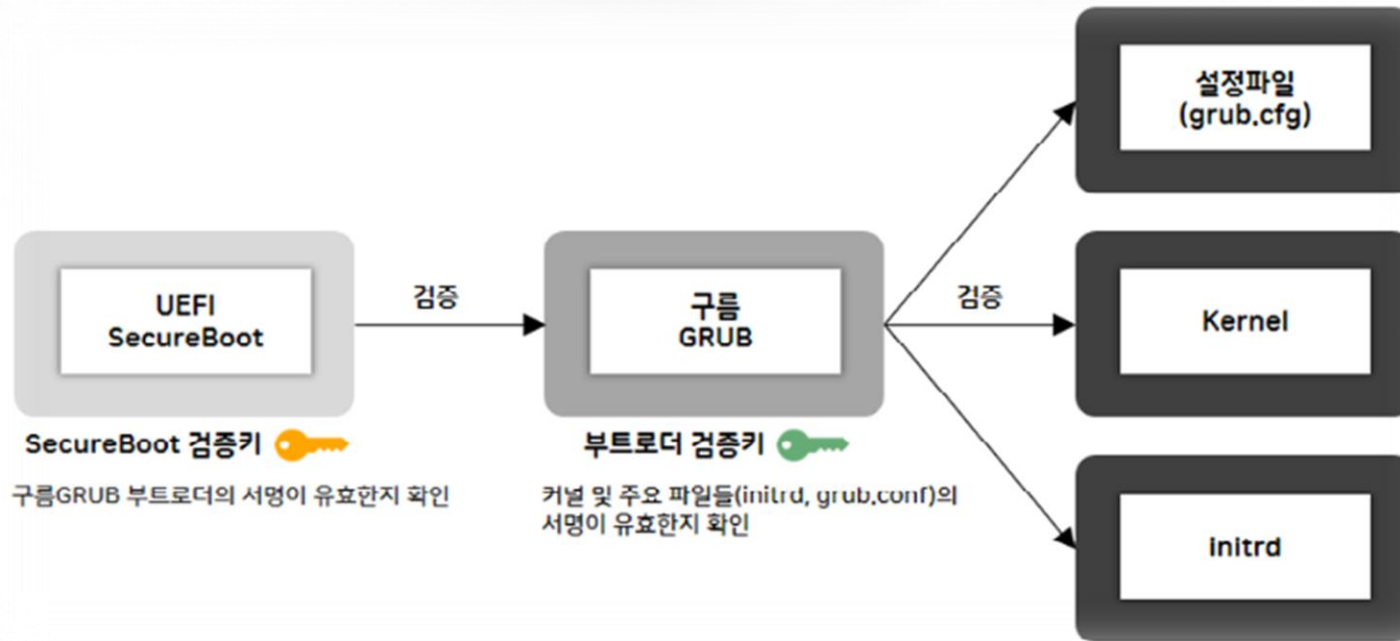 설정파일
(grub.cfg)
UEFI
SecureBoot
검증
구름
GRUB
검증
Kernel
SecureBoot 검증키
부트로더 검증키
구름GRUB 부트로더의 서명이 유효한지 확인
커널 및 주요 파일들(initrd, grub.conf)의
서명이 유효한지 확인
initrd